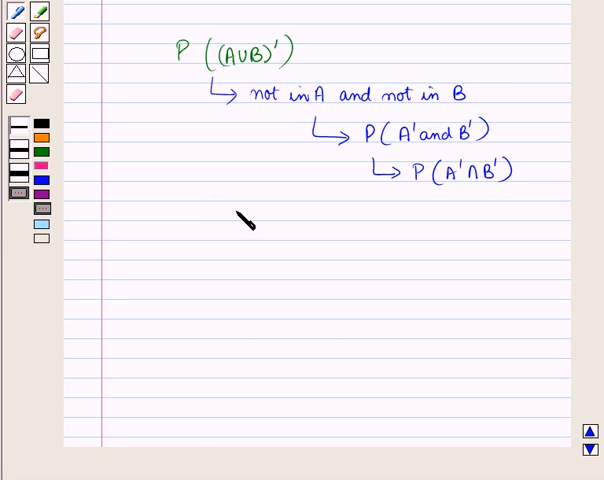 P ((A∪B)')
↳ not in A and not in B
↳ P(A' and B')
↳ P(A'∩B')